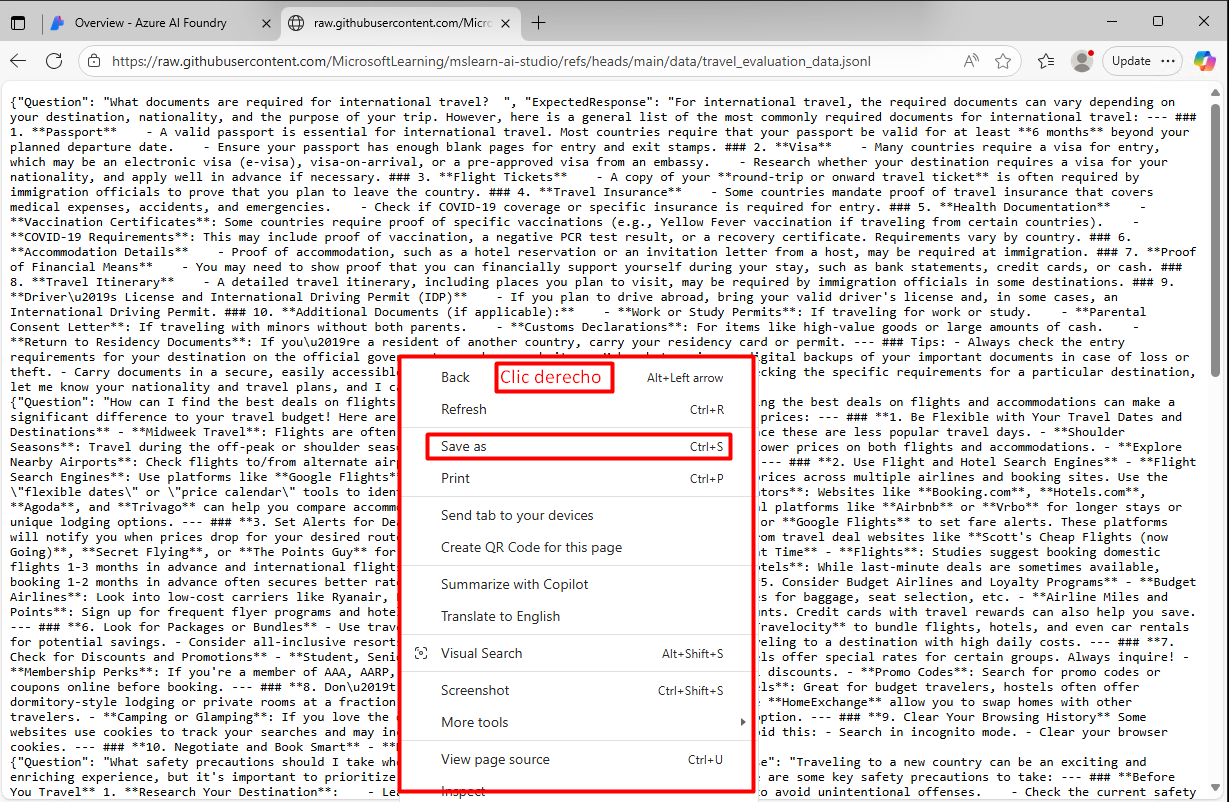 Overview - Azure AI Foundry
raw.githubusercontent.com/Micro
https://raw.githubusercontent.com/MicrosoftLearning/mslearn-ai-studio/refs/heads/main/data/travel_evaluation_data.jsonl
Update
{"Question": "What documents are required for international travel?  ", "ExpectedResponse": "For international travel, the required documents can vary depending on
your destination, nationality, and the purpose of your trip. However, here is a general list of the most commonly required documents for international travel: --- ###
1. **Passport**    - A valid passport is essential for international travel. Most countries require that your passport be valid for at least **6 months** beyond your
planned departure date.    - Ensure your passport has enough blank pages for entry and exit stamps. ### 2. **Visa**    - Many countries require a visa for entry,
which may be an electronic visa (e-visa), visa-on-arrival, or a pre-approved visa from an embassy.    - Research whether your destination requires a visa for your
nationality, and apply well in advance if necessary. ### 3. **Flight Tickets**    - A copy of your **round-trip or onward travel ticket** is often required by
immigration officials to prove that you plan to leave the country. ### 4. **Travel Insurance**    - Some countries mandate proof of travel insurance that covers
medical expenses, accidents, and emergencies.    - Check if COVID-19 coverage or specific insurance is required for entry. ### 5. **Health Documentation**    -
**Vaccination Certificates**: Some countries require proof of specific vaccinations (e.g., Yellow Fever vaccination if traveling from certain countries).    -
**COVID-19 Requirements**: This may include proof of vaccination, a negative PCR test result, or a recovery certificate. Requirements vary by country. ### 6.
**Accommodation Details**    - Proof of accommodation, such as a hotel reservation or an invitation letter from a host, may be required at immigration. ### 7. **Proof
of Financial Means**    - You may need to show proof that you can financially support yourself during your stay, such as bank statements, credit cards, or cash. ###
8. **Travel Itinerary**    - A detailed travel itinerary, including places you plan to visit, may be required by immigration officials in some destinations. ### 9.
**Driver\u2019s License and International Driving Permit (IDP)**    - If you plan to drive abroad, bring your valid driver's license and, in some cases, an
International Driving Permit. ### 10. **Additional Documents (if applicable):**    - **Work or Study Permits**: If traveling for work or study.    - **Parental
Consent Letter**: If traveling with minors without both parents.    - **Customs Declarations**: For items like high-value goods or large amounts of cash.    -
**Return to Residency Documents**: If you\u2019re a resident of another country, carry your residency card or permit. --- ### Tips: - Always check the entry
requirements for your destination on the official gove digital backups of your important documents in case of loss or
theft. - Carry documents in a secure, easily accessibl cking the specific requirements for a particular destination,
let me know your nationality and travel plans, and I c
{"Question": "How can I find the best deals on flights ng the best deals on flights and accommodations can make a
significant difference to your travel budget! Here are prices: --- ### **1. Be Flexible with Your Travel Dates and
Destinations** - **Midweek Travel**: Flights are often ce these are less popular travel days. - **Shoulder
Seasons**: Travel during the off-peak or shoulder seas ower prices on both flights and accommodations. - **Explore
Nearby Airports**: Check flights to/from alternate air --- ### **2. Use Flight and Hotel Search Engines** - **Flight
Search Engines**: Use platforms like **Google Flights* rices across multiple airlines and booking sites. Use the
\"flexible dates\" or \"price calendar\" tools to iden ators**: Websites like **Booking.com**, **Hotels.com**,
**Agoda**, and **Trivago** can help you compare accomm l platforms like **Airbnb** or **Vrbo** for longer stays or
unique lodging options. --- ### **3. Set Alerts for De or **Google Flights** to set fare alerts. These platforms
will notify you when prices drop for your desired rout rom travel deal websites like **Scott's Cheap Flights (now
Going)**, **Secret Flying**, or **The Points Guy** for t Time** - **Flights**: Studies suggest booking domestic
flights 1-3 months in advance and international flight otels**: While last-minute deals are sometimes available,
booking 1-2 months in advance often secures better rat *5. Consider Budget Airlines and Loyalty Programs** - **Budget
Airlines**: Look into low-cost carriers like Ryanair, s for baggage, seat selection, etc. - **Airline Miles and
Points**: Sign up for frequent flyer programs and hote nts. Credit cards with travel rewards can also help you save.
--- ### **6. Look for Packages or Bundles** - Use trav Travelocity** to bundle flights, hotels, and even car rentals
for potential savings. - Consider all-inclusive resort veling to a destination with high daily costs. --- ### **7.
Check for Discounts and Promotions** - **Student, Seni els offer special rates for certain groups. Always inquire! -
**Membership Perks**: If you're a member of AAA, AARP, l discounts. - **Promo Codes**: Search for promo codes or
coupons online before booking. --- ### **8. Don\u2019t els**: Great for budget travelers, hostels often offer
dormitory-style lodging or private rooms at a fraction **HomeExchange** allow you to swap homes with other
travelers. - **Camping or Glamping**: If you love the ption. --- ### **9. Clear Your Browsing History** Some
websites use cookies to track your searches and may in oid this: - Search in incognito mode. - Clear your browser
cookies. --- ### **10. Negotiate and Book Smart** - **
{"Question": "What safety precautions should I take wh e": "Traveling to a new country can be an exciting and
enriching experience, but it's important to prioritize are some key safety precautions to take: --- ### **Before
You Travel** 1. **Research Your Destination**:    - Le to avoid unintentional offenses.    - Check the current safety
Back Clic derecho Alt+Left arrow
Refresh Ctrl+R
Save as Ctrl+S
Print Ctrl+P
Send tab to your devices
Create QR Code for this page
Summarize with Copilot
Translate to English
Visual Search Alt+Shift+S
Screenshot Ctrl+Shift+S
More tools
View page source Ctrl+U
Inspect